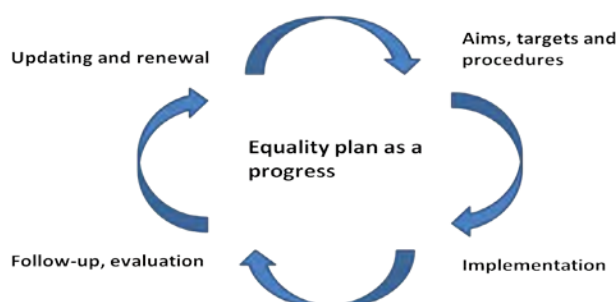 Updating and renewal
Aims, targets and
procedures
Equality plan as a
progress
Follow-up, evaluation
Implementation